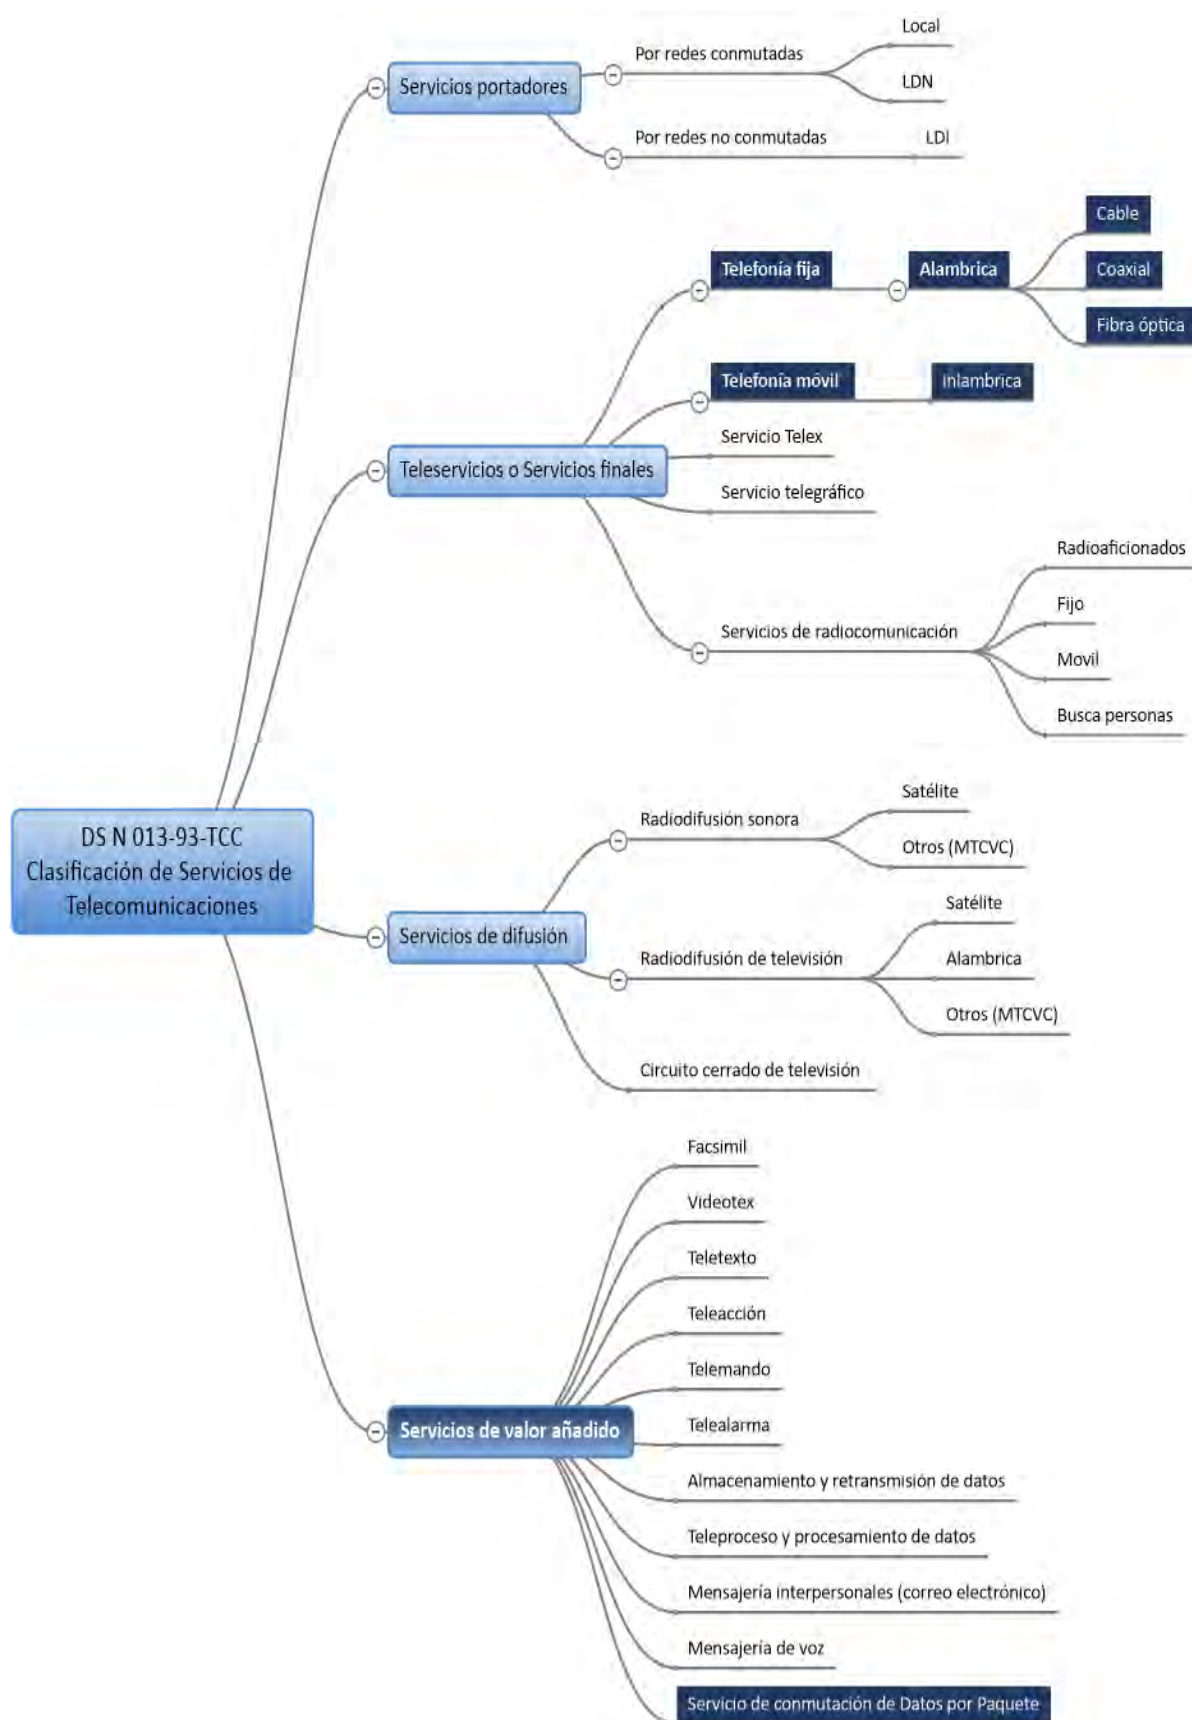 Local
Por redes conmutadas
LDN
Servicios portadores
Por redes no conmutadas
LDI
Cable
Telefonía fija
Alambrica
Coaxial
Fibra óptica
Telefonía móvil
Inlambrica
Servicio Telex
Teleservicios o Servicios finales
Servicio telegráfico
Radioaficionados
Fijo
Servicios de radiocomunicación
Movil
Busca personas
DS N 013-93-TCC
Clasificación de Servicios de
Telecomunicaciones
Satélite
Radiodifusión sonora
Otros (MTCVC)
Servicios de difusión
Satélite
Radiodifusión de televisión
Alambrica
Otros (MTCVC)
Circuito cerrado de televisión
Facsimil
Videotex
Teletexto
Teleacción
Telemando
Servicios de valor añadido
Telealarma
Almacenamiento y retransmisión de datos
Teleproceso y procesamiento de datos
Mensajería interpersonales (correo electrónico)
Mensajería de voz
Servicio de conmutación de Datos por Paquete